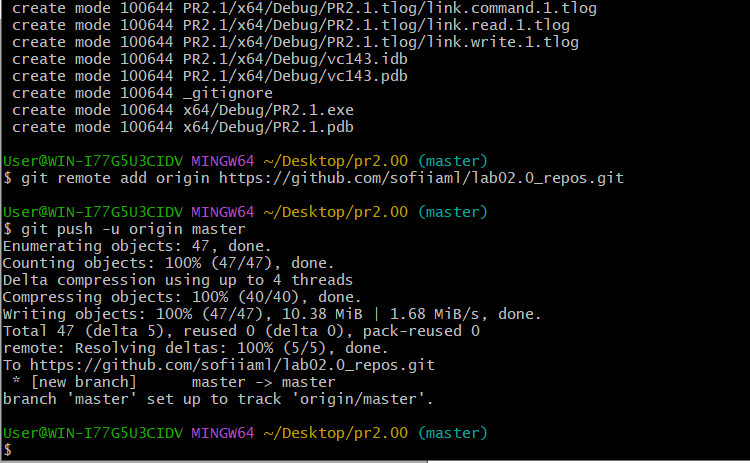 create mode 100644 PR2.1/x64/Debug/PR2.1.tlog/link.command.1.tlog
create mode 100644 PR2.1/x64/Debug/PR2.1.tlog/link.read.1.tlog
create mode 100644 PR2.1/x64/Debug/PR2.1.tlog/link.write.1.tlog
create mode 100644 PR2.1/x64/Debug/vc143.idb
create mode 100644 PR2.1/x64/Debug/vc143.pdb
create mode 100644 _gitignore
create mode 100644 x64/Debug/PR2.1.exe
create mode 100644 x64/Debug/PR2.1.pdb
User@WIN-I77G5U3CIDV MINGW64 ~/Desktop/pr2.00 (master)
$ git remote add origin https://github.com/sofiiaml/lab02.0_repos.git
User@WIN-I77G5U3CIDV MINGW64 ~/Desktop/pr2.00 (master)
$ git push -u origin master
Enumerating objects: 47, done.
Counting objects: 100% (47/47), done.
Delta compression using up to 4 threads
Compressing objects: 100% (40/40), done.
Writing objects: 100% (47/47), 10.38 MiB | 1.68 MiB/s, done.
Total 47 (delta 5), reused 0 (delta 0), pack-reused 0
remote: Resolving deltas: 100% (5/5), done.
To https://github.com/sofiiaml/lab02.0_repos.git
 * [new branch]      master -> master
branch 'master' set up to track 'origin/master'.
User@WIN-I77G5U3CIDV MINGW64 ~/Desktop/pr2.00 (master)
$